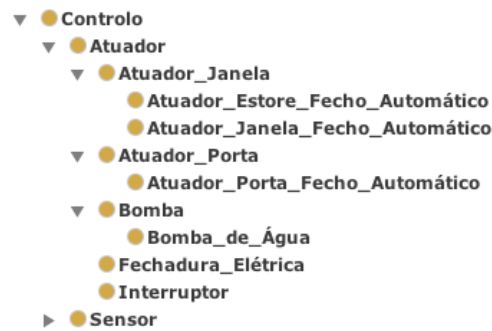 Controlo
Atuador
Atuador_Janela
Atuador_Estore_Fecho_Automático
Atuador_Janela_Fecho_Automático
Atuador_Porta
Atuador_Porta_Fecho_Automático
Bomba
Bomba_de_Água
Fechadura_Elétrica
Interruptor
Sensor